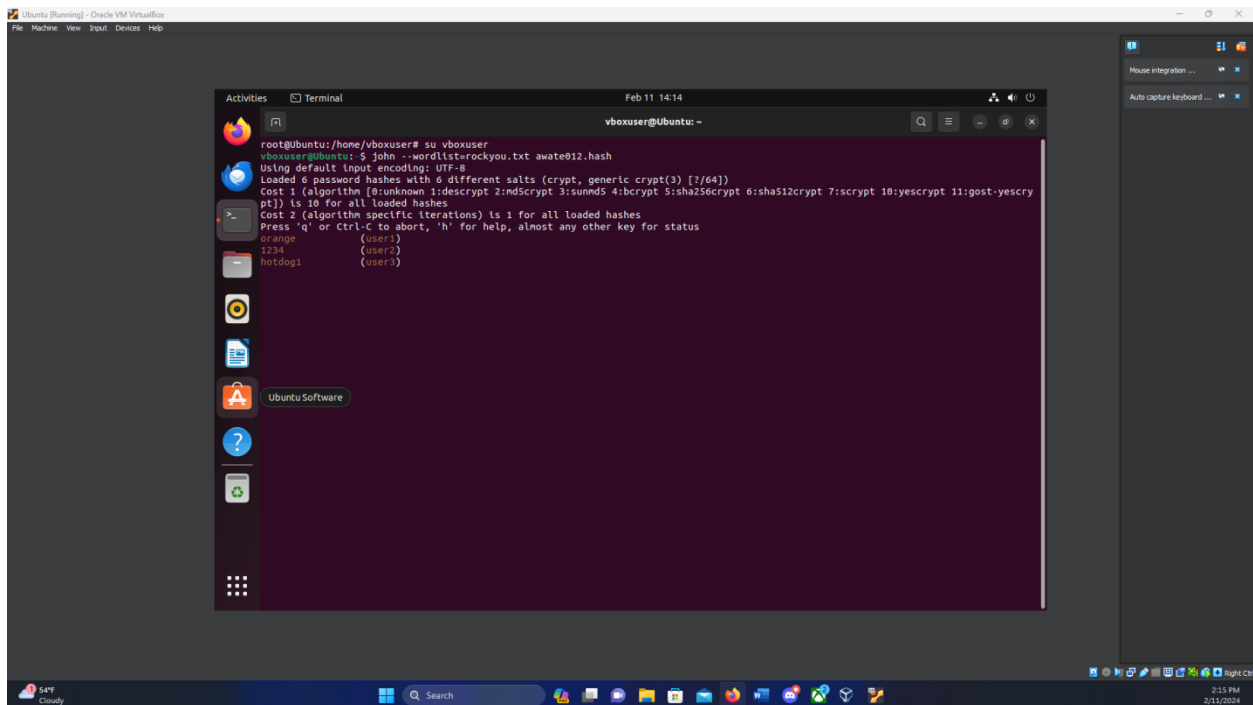 Ubuntu [Running] - Oracle VM VirtualBox
File Machine View Input Devices Help
Mouse integration ...
Auto capture keyboard ...
Activities Terminal Feb 11 14:14
vboxuser@Ubuntu: ~
root@Ubuntu:/home/vboxuser# su vboxuser
vboxuser@Ubuntu:~$ john --wordlist=rockyou.txt awate012.hash
Using default input encoding: UTF-8
Loaded 6 password hashes with 6 different salts (crypt, generic crypt(3) [?/64])
Cost 1 (algorithm [0:unknown 1:descrypt 2:md5crypt 3:sunmd5 4:bcrypt 5:sha256crypt 6:sha512crypt 7:scrypt 10:yescrypt 11:gost-yescry
pt]) is 10 for all loaded hashes
Cost 2 (algorithm specific iterations) is 1 for all loaded hashes
Press 'q' or Ctrl-C to abort, 'h' for help, almost any other key for status
orange (user1)
1234 (user2)
hotdog1 (user3)
Ubuntu Software
Right Ctrl
54°F
Cloudy
Search
2:15 PM
2/11/2024